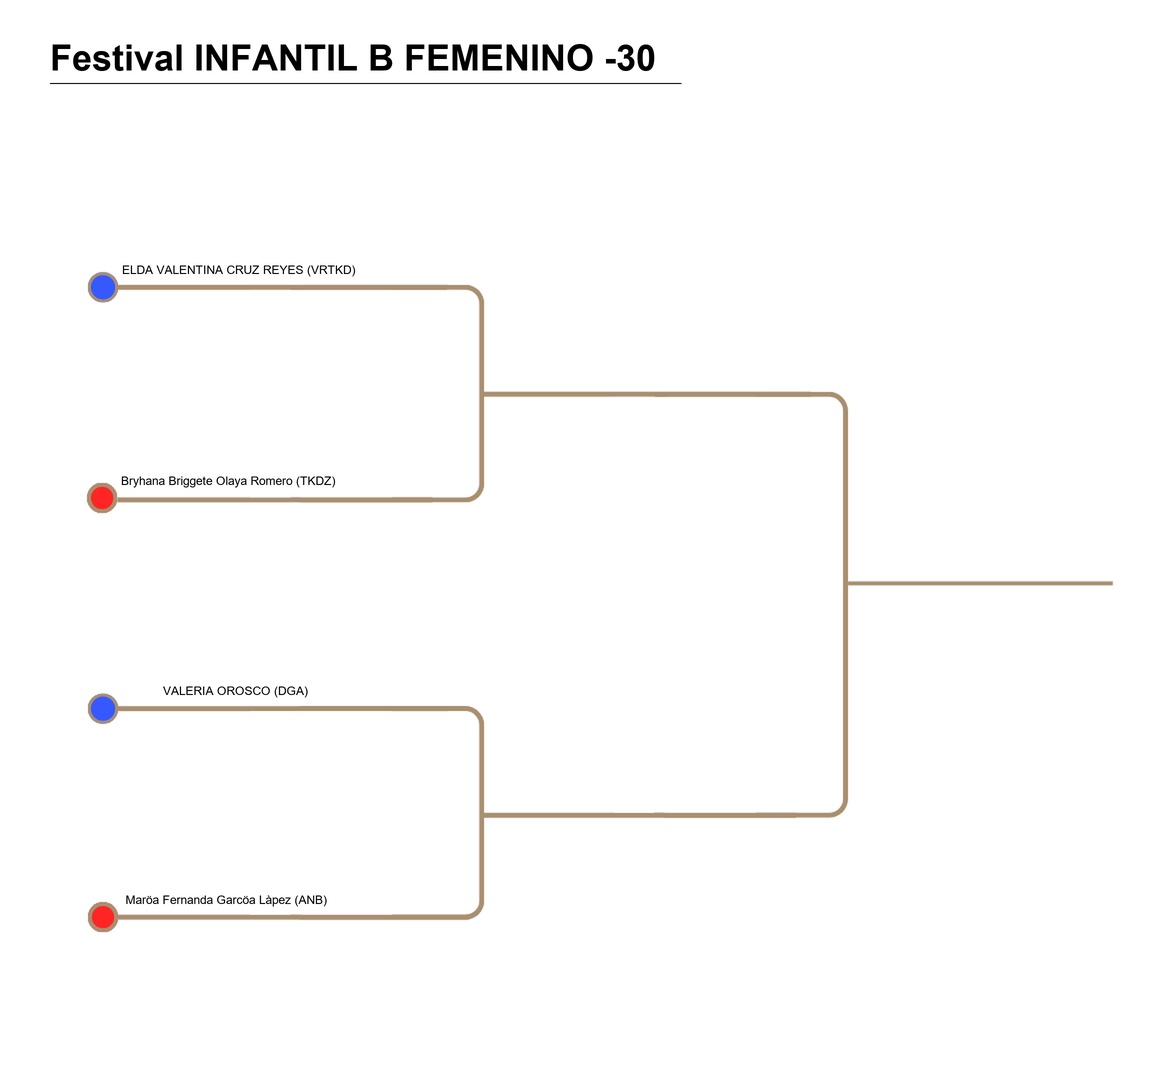 Festival INFANTIL B FEMENINO -30
ELDA VALENTINA CRUZ REYES (VRTKD)
Bryhana Briggete Olaya Romero (TKDZ)
VALERIA OROSCO (DGA)
Maröa Fernanda Garcöa Làpez (ANB)